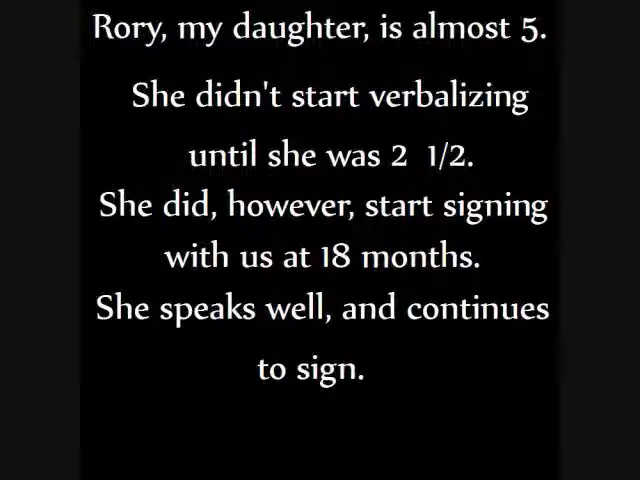 Rory, my daughter, is almost 5.
She didn't start verbalizing
until she was 2 1/2.
She did, however, start signing
with us at 18 months.
She speaks well, and continues
to sign.